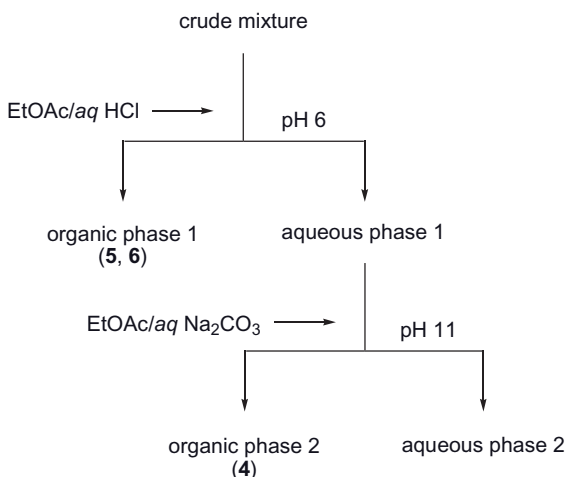 crude mixture
EtOAc/aq HCl
pH 6
organic phase 1
(5, 6)
aqueous phase 1
EtOAc/aq Na₂CO₃
pH 11
organic phase 2
(4)
aqueous phase 2